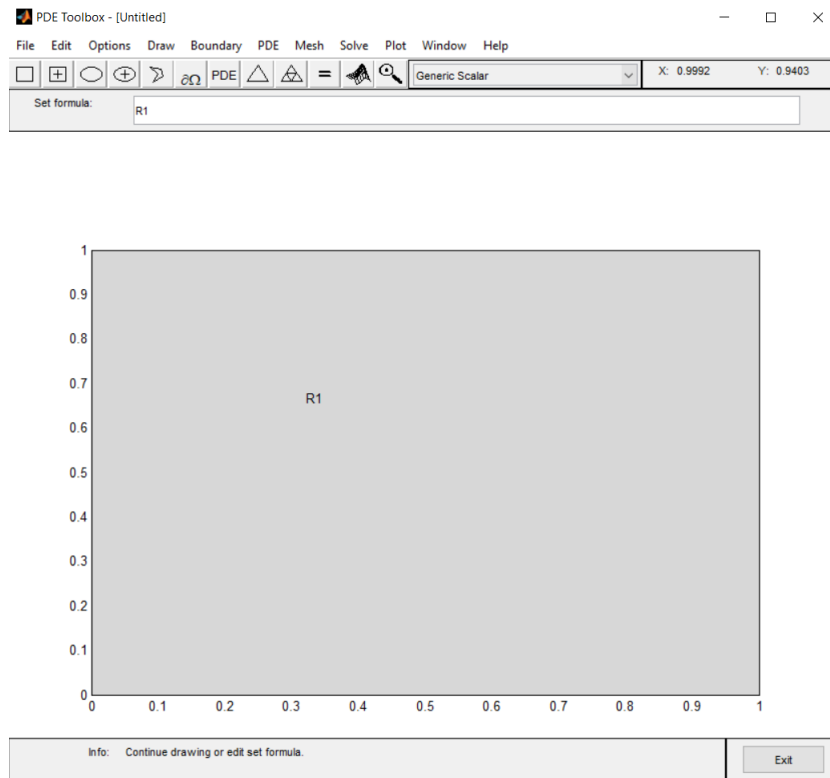 PDE Toolbox - [Untitled]
File Edit Options Draw Boundary PDE Mesh Solve Plot Window Help
∂Ω PDE = Generic Scalar X: 0.9992 Y: 0.9403
Set formula: R1
1
0.9
0.8
0.7
R1
0.6
0.5
0.4
0.3
0.2
0.1
0
0 0.1 0.2 0.3 0.4 0.5 0.6 0.7 0.8 0.9 1
Info: Continue drawing or edit set formula. Exit